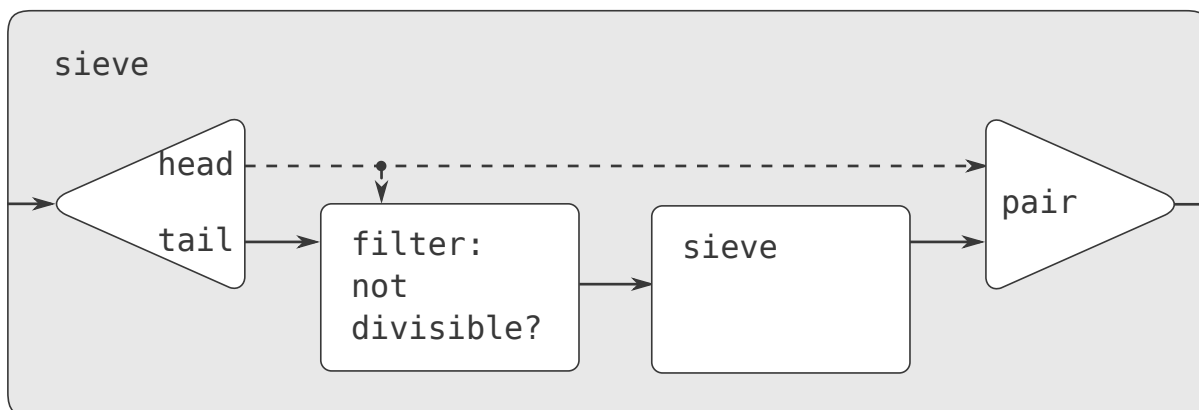 sieve
head
tail
filter:
not
divisible?
sieve
pair